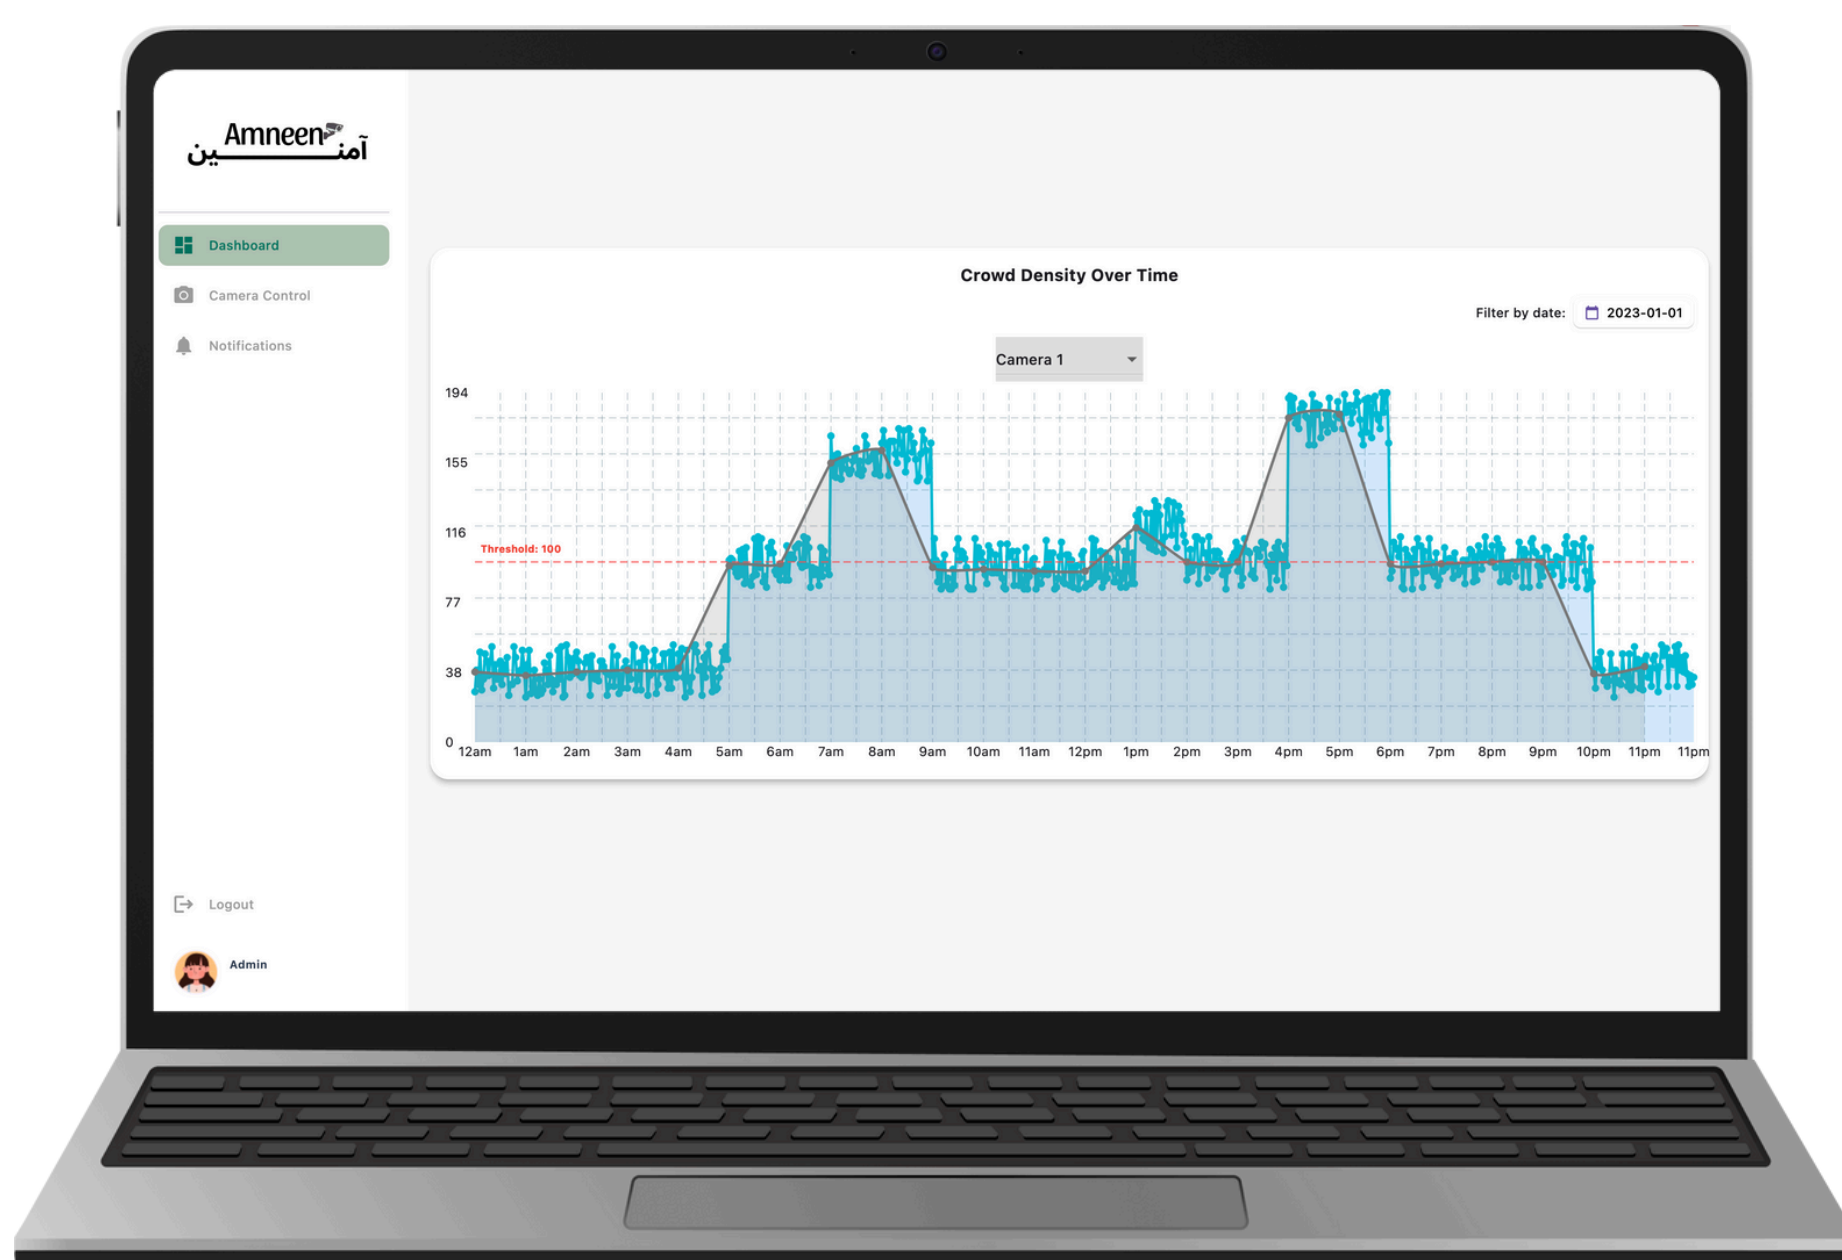 Amneen
آمنــــــين
Dashboard
Camera Control
Notifications
Logout
Admin
Crowd Density Over Time
Filter by date: 2023-01-01
Camera 1
194
155
116
77
38
0
Threshold: 100
12am 1am 2am 3am 4am 5am 6am 7am 8am 9am 10am 11am 12pm 1pm 2pm 3pm 4pm 5pm 6pm 7pm 8pm 9pm 10pm 11pm 11pm